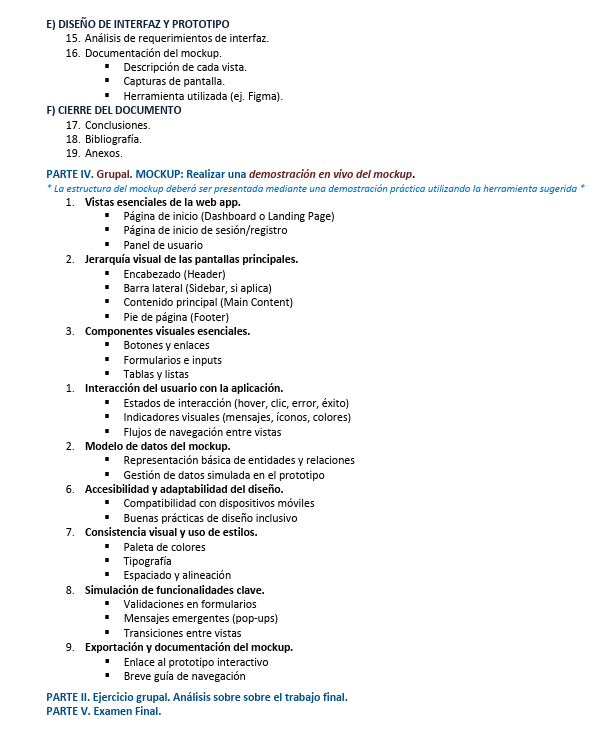 E) DISEÑO DE INTERFAZ Y PROTOTIPO
15. Análisis de requerimientos de interfaz.
16. Documentación del mockup.
▪ Descripción de cada vista.
▪ Capturas de pantalla.
▪ Herramienta utilizada (ej. Figma).
F) CIERRE DEL DOCUMENTO
17. Conclusiones.
18. Bibliografía.
19. Anexos.
PARTE IV. Grupal. MOCKUP: Realizar una demostración en vivo del mockup.
* La estructura del mockup deberá ser presentada mediante una demostración práctica utilizando la herramienta sugerida *
1. Vistas esenciales de la web app.
▪ Página de inicio (Dashboard o Landing Page)
▪ Página de inicio de sesión/registro
▪ Panel de usuario
2. Jerarquía visual de las pantallas principales.
▪ Encabezado (Header)
▪ Barra lateral (Sidebar, si aplica)
▪ Contenido principal (Main Content)
▪ Pie de página (Footer)
3. Componentes visuales esenciales.
▪ Botones y enlaces
▪ Formularios e inputs
▪ Tablas y listas
1. Interacción del usuario con la aplicación.
▪ Estados de interacción (hover, clic, error, éxito)
▪ Indicadores visuales (mensajes, íconos, colores)
▪ Flujos de navegación entre vistas
2. Modelo de datos del mockup.
▪ Representación básica de entidades y relaciones
▪ Gestión de datos simulada en el prototipo
6. Accesibilidad y adaptabilidad del diseño.
▪ Compatibilidad con dispositivos móviles
▪ Buenas prácticas de diseño inclusivo
7. Consistencia visual y uso de estilos.
▪ Paleta de colores
▪ Tipografía
▪ Espaciado y alineación
8. Simulación de funcionalidades clave.
▪ Validaciones en formularios
▪ Mensajes emergentes (pop-ups)
▪ Transiciones entre vistas
9. Exportación y documentación del mockup.
▪ Enlace al prototipo interactivo
▪ Breve guía de navegación
PARTE II. Ejercicio grupal. Análisis sobre sobre el trabajo final.
PARTE V. Examen Final.